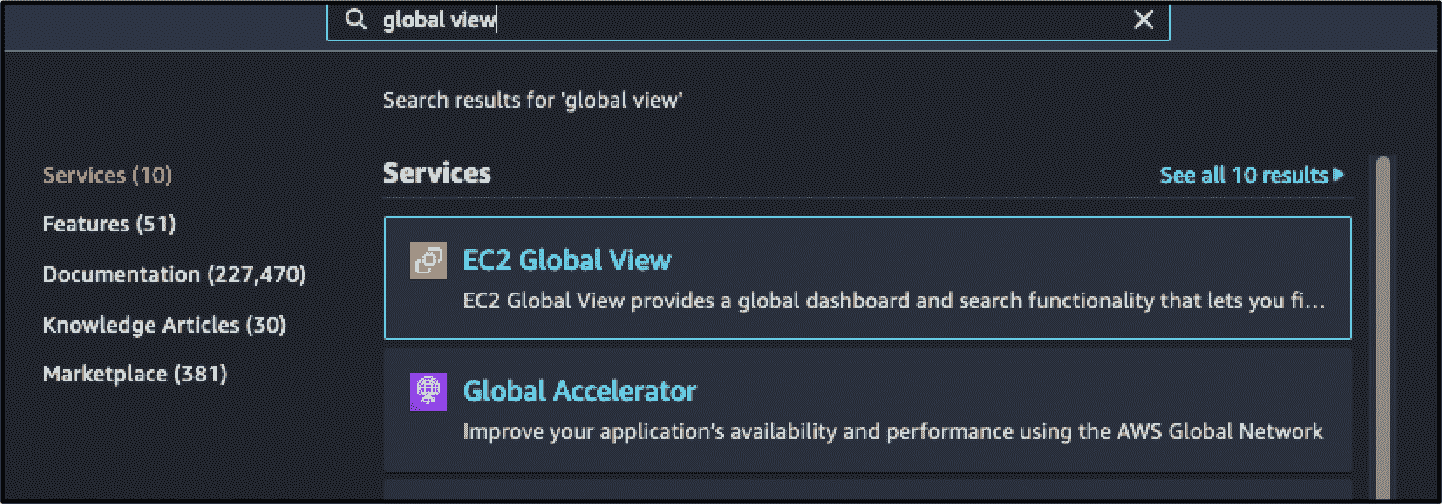 global view
Search results for 'global view'
Services (10)
Features (51)
Documentation (227,470)
Knowledge Articles (30)
Marketplace (381)
Services
See all 10 results
EC2 Global View
EC2 Global View provides a global dashboard and search functionality that lets you fi...
Global Accelerator
Improve your application's availability and performance using the AWS Global Network